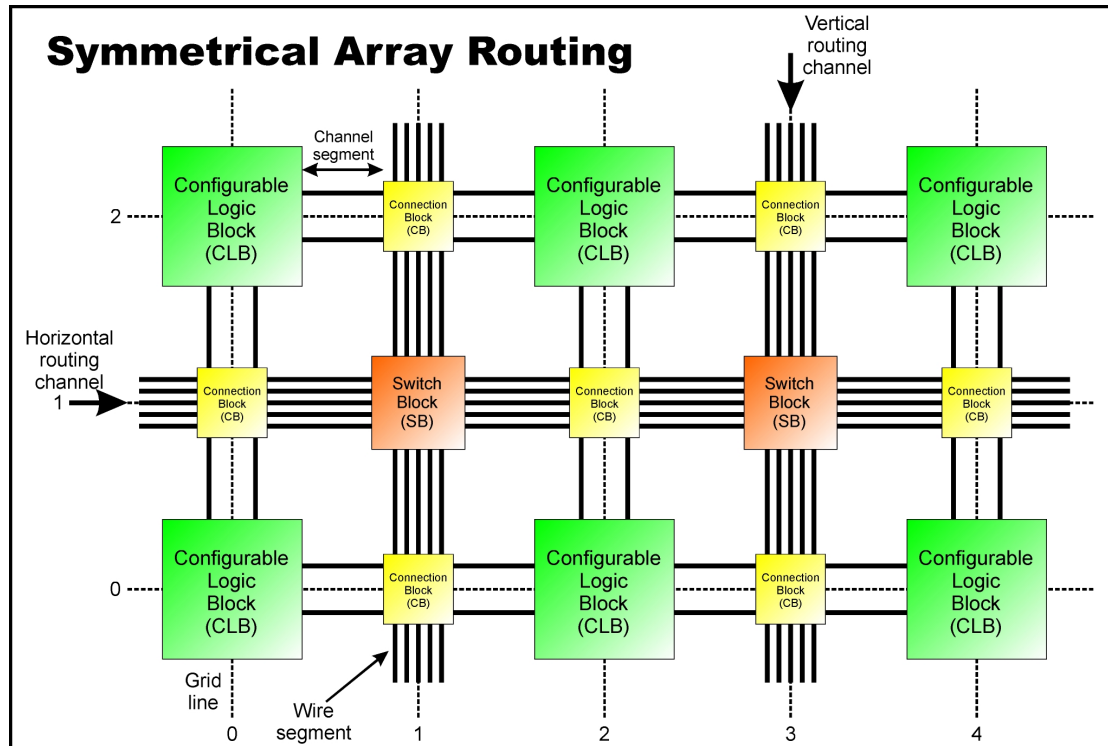 Symmetrical Array Routing
Vertical
routing
channel
Channel
segment
Configurable
Logic
Block
(CLB)
Connection
Block
(CB)
Configurable
Logic
Block
(CLB)
Connection
Block
(CB)
Configurable
Logic
Block
(CLB)
2
Horizontal
routing
channel
1
Connection
Block
(CB)
Switch
Block
(SB)
Connection
Block
(CB)
Switch
Block
(SB)
Connection
Block
(CB)
0
Configurable
Logic
Block
(CLB)
Connection
Block
(CB)
Configurable
Logic
Block
(CLB)
Connection
Block
(CB)
Configurable
Logic
Block
(CLB)
Grid
line
Wire
segment
0
1
2
3
4